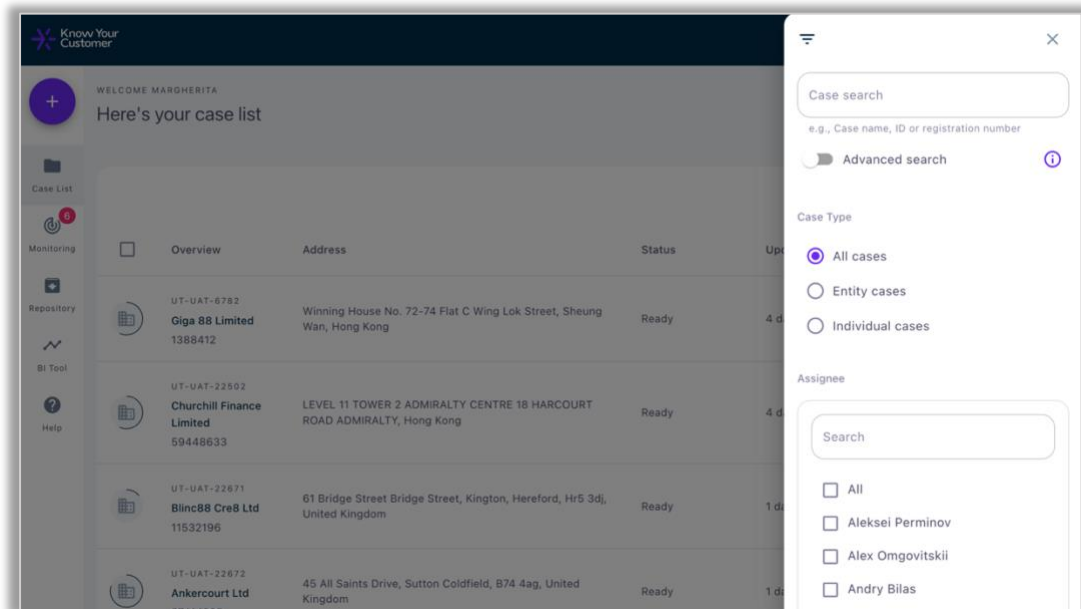 Know Your
Customer
WELCOME MARGHERITA
Here's your case list
Case List
6
Monitoring
Repository
BI Tool
Help
Overview
Address
Status
UT-UAT-6782
Giga 88 Limited
1388412
Winning House No. 72-74 Flat C Wing Lok Street, Sheung
Wan, Hong Kong
Ready
4 d
UT-UAT-22502
Churchill Finance
Limited
59448633
LEVEL 11 TOWER 2 ADMIRALTY CENTRE 18 HARCOURT
ROAD ADMIRALTY, Hong Kong
Ready
4 d
UT-UAT-22671
Blinc88 Cre8 Ltd
11532196
61 Bridge Street Bridge Street, Kington, Hereford, Hr5 3dj,
United Kingdom
Ready
1 da
UT-UAT-22672
Ankercourt Ltd
45 All Saints Drive, Sutton Coldfield, B74 4ag, United
Kingdom
Ready
1 da
Case search
e.g., Case name, ID or registration number
Advanced search
Case Type
All cases
Entity cases
Individual cases
Assignee
Search
All
Aleksei Perminov
Alex Omgovitskii
Andry Bilas